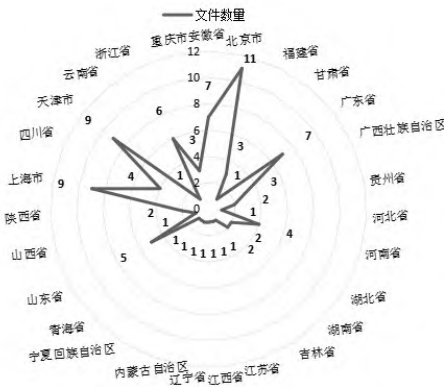 文件数量
重庆市安徽省
浙江省 12 北京市
云南省 10 11 福建省
天津市 8 7 甘肃省
四川省 9 6 6 广东省
上海市 4 3 7 广西壮族自治区
陕西省 9 4 1 2 1 3 贵州省
山西省 2 0 1 河北省
山东省 1 2 4 河南省
青海省 5 1 1 1 1 1 1 1 2 2 湖北省
宁夏回族自治区 湖南省
内蒙古自治区 吉林省
辽宁省 江西省 江苏省